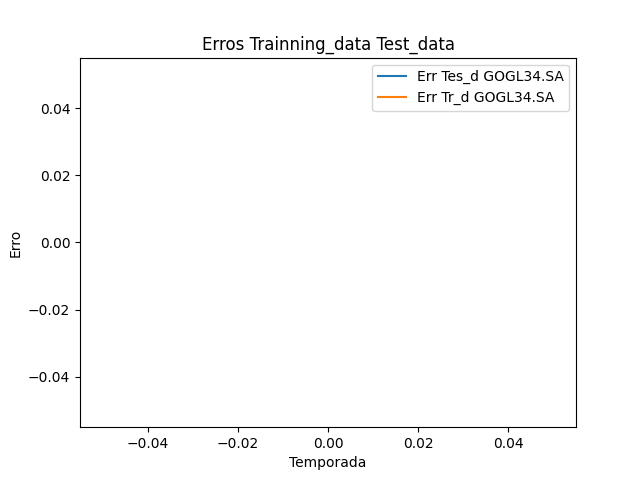 Erros Trainning_data Test_data
Err Tes_d GOGL34.SA
Err Tr_d GOGL34.SA
0.04
0.02
0.00
−0.02
−0.04
Erro
−0.04 −0.02 0.00 0.02 0.04
Temporada